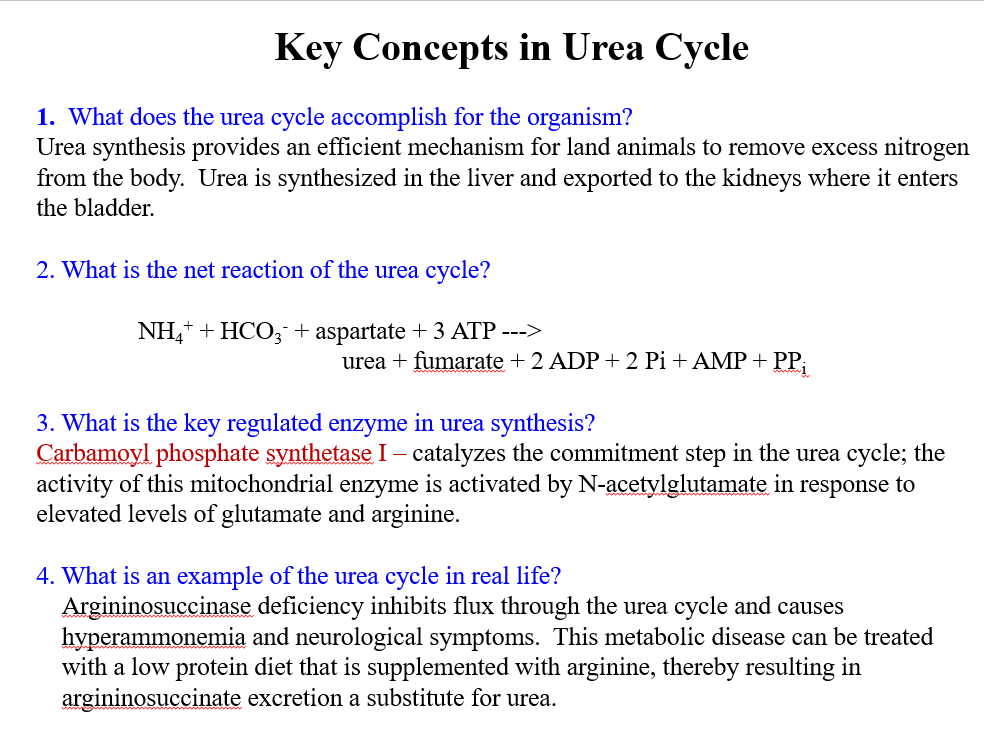 Key Concepts in Urea Cycle
1. What does the urea cycle accomplish for the organism?
Urea synthesis provides an efficient mechanism for land animals to remove excess nitrogen
from the body. Urea is synthesized in the liver and exported to the kidneys where it enters
the bladder.
2. What is the net reaction of the urea cycle?
NH₄⁺ + HCO₃⁻ + aspartate + 3 ATP --->
urea + fumarate + 2 ADP + 2 Pi + AMP + PPᵢ
3. What is the key regulated enzyme in urea synthesis?
Carbamoyl phosphate synthetase I – catalyzes the commitment step in the urea cycle; the
activity of this mitochondrial enzyme is activated by N-acetylglutamate in response to
elevated levels of glutamate and arginine.
4. What is an example of the urea cycle in real life?
Argininosuccinase deficiency inhibits flux through the urea cycle and causes
hyperammonemia and neurological symptoms. This metabolic disease can be treated
with a low protein diet that is supplemented with arginine, thereby resulting in
argininosuccinate excretion a substitute for urea.